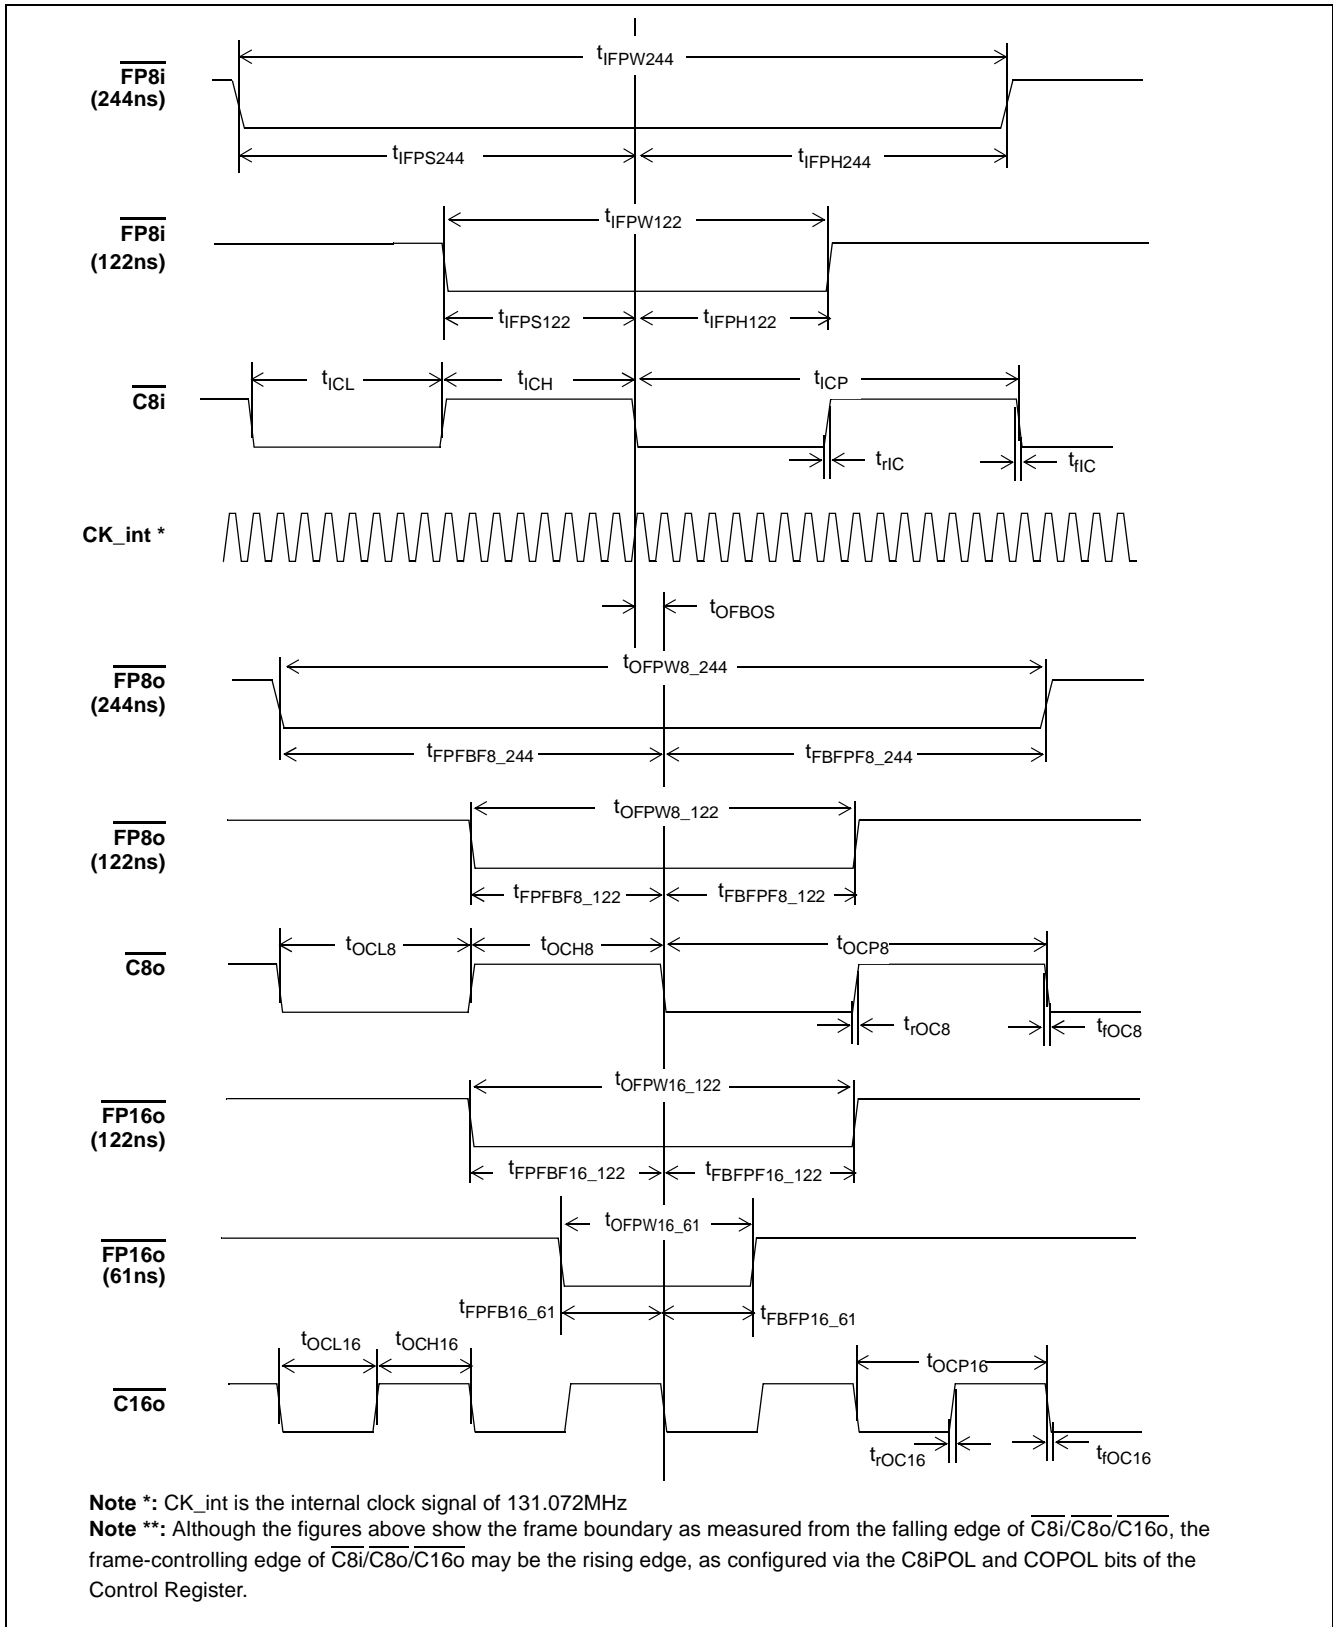 tIFPW244
FP8i
(244ns)
tIFPS244
tIFPH244
FP8i
(122ns)
tIFPW122
tIFPS122
tIFPH122
tICL
tICH
tICP
C8i
trIC
tfIC
CK_int *
tOFBOS
tOFPW8_244
FP8o
(244ns)
tFPFBF8_244
tFBFPF8_244
tOFPW8_122
FP8o
(122ns)
tFPFBF8_122
tFBFPF8_122
tOCL8
tOCH8
tOCP8
C8o
trOC8
tfOC8
tOFPW16_122
FP16o
(122ns)
tFPFBF16_122
tFBFPF16_122
tOFPW16_61
FP16o
(61ns)
tFPFB16_61
tFBFP16_61
tOCL16
tOCH16
tOCP16
C16o
trOC16
tfOC16
Note *: CK_int is the internal clock signal of 131.072MHz
Note **: Although the figures above show the frame boundary as measured from the falling edge of C8i/C8o/C16o, the
frame-controlling edge of C8i/C8o/C16o may be the rising edge, as configured via the C8iPOL and COPOL bits of the
Control Register.